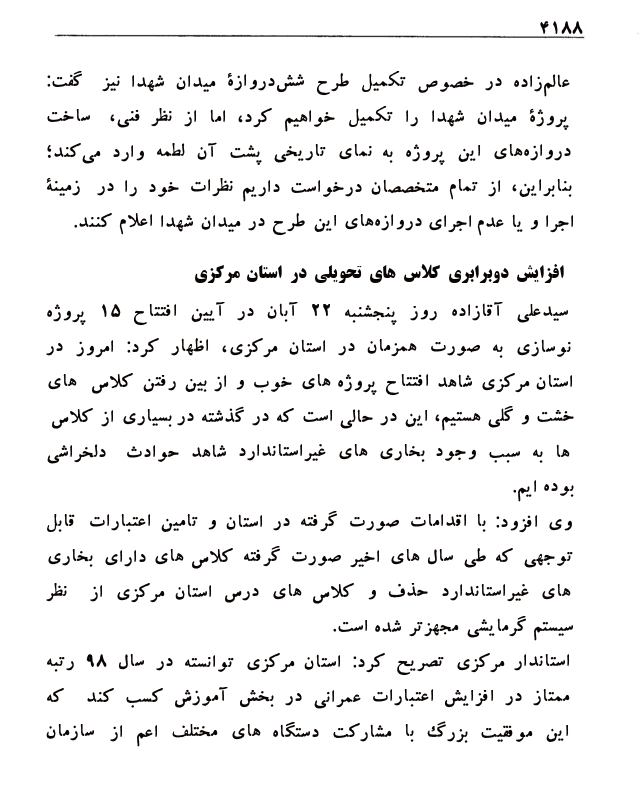 ۴۱۸۸
عالم‌زاده در خصوص تکمیل طرح شش‌دروازهٔ میدان شهدا نیز گفت:
پروژهٔ میدان شهدا را تکمیل خواهیم کرد، اما از نظر فنی، ساخت
دروازه‌های این پروژه به نمای تاریخی پشت آن لطمه وارد می‌کند؛
بنابراین، از تمام متخصصان درخواست داریم نظرات خود را در زمینهٔ
اجرا و یا عدم اجرای دروازه‌های این طرح در میدان شهدا اعلام کنند.
افزایش دوبرابری کلاس های تحویلی در استان مرکزی
سیدعلی آقازاده روز پنجشنبه ۲۲ آبان در آیین افتتاح ۱۵ پروژه
نوسازی به صورت همزمان در استان مرکزی، اظهار کرد: امروز در
استان مرکزی شاهد افتتاح پروژه های خوب و از بین رفتن کلاس های
خشت و گلی هستیم، این در حالی است که در گذشته در بسیاری از کلاس
ها به سبب وجود بخاری های غیراستاندارد شاهد حوادث دلخراشی
بوده ایم.
وی افزود: با اقدامات صورت گرفته در استان و تامین اعتبارات قابل
توجهی که طی سال های اخیر صورت گرفته کلاس های دارای بخاری
های غیراستاندارد حذف و کلاس های درس استان مرکزی از نظر
سیستم گرمایشی مجهزتر شده است.
استاندار مرکزی تصریح کرد: استان مرکزی توانسته در سال ۹۸ رتبه
ممتاز در افزایش اعتبارات عمرانی در بخش آموزش کسب کند که
این موفقیت بزرگ با مشارکت دستگاه های مختلف اعم از سازمان